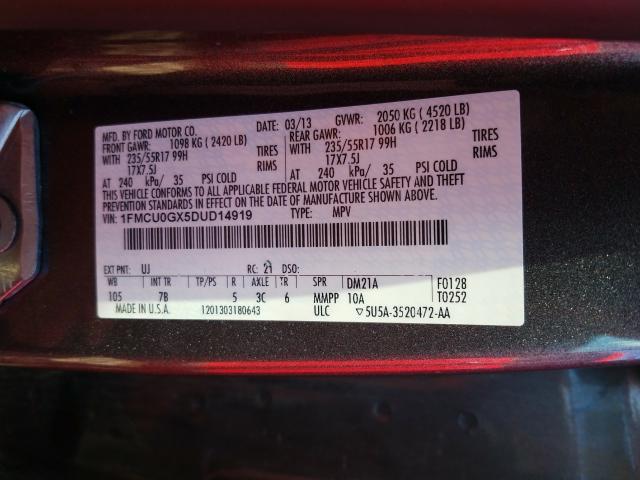 MFD. BY FORD MOTOR CO. DATE: 03/13 GVWR: 2050 KG ( 4520 LB)
FRONT GAWR: 1098 KG ( 2420 LB) REAR GAWR: 1006 KG ( 2218 LB)
WITH 235/55R17 99H TIRES WITH 235/55R17 99H TIRES
17X7.5J RIMS 17X7.5J RIMS
AT 240 kPa/ 35 PSI COLD AT 240 kPa/ 35 PSI COLD
THIS VEHICLE CONFORMS TO ALL APPLICABLE FEDERAL MOTOR VEHICLE SAFETY AND THEFT
PREVENTION STANDARDS IN EFFECT ON THE DATE OF MANUFACTURE SHOWN ABOVE.
VIN: 1FMCU0GX5DUD14919 TYPE: MPV
EXT PNT: UJ RC: 21 DSO:
WB INT TR TP/PS R AXLE TR SPR DM21A F0128
105 7B 5 3C 6 MMPP 10A T0252
MADE IN U.S.A. 1201303180643 ULC ▽5U5A-3520472-AA